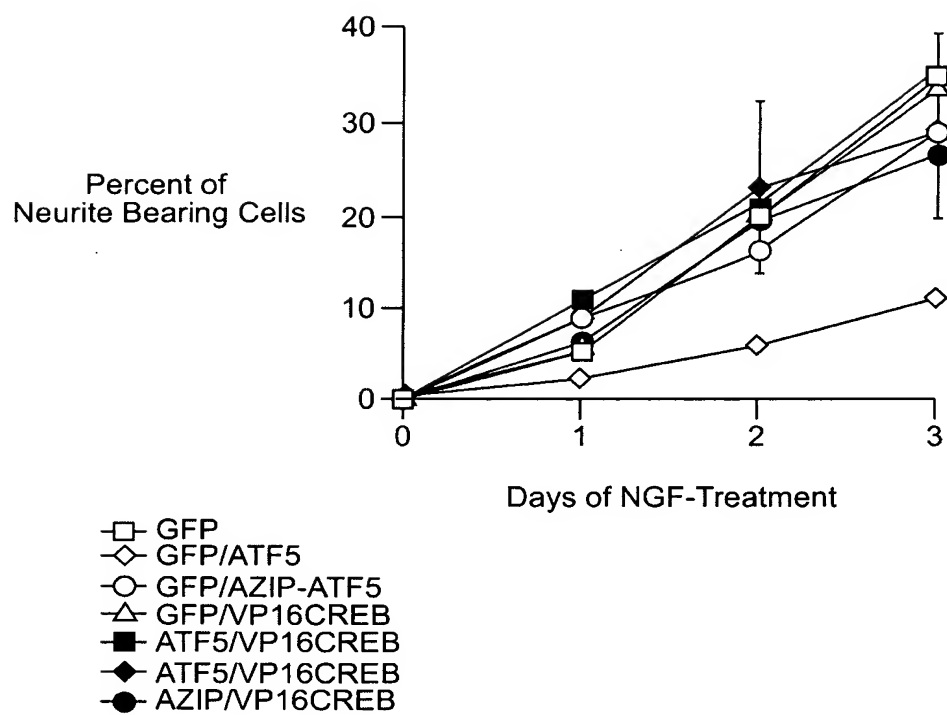 40
30
Percent of
Neurite Bearing Cells
20
10
0
0 1 2 3
Days of NGF-Treatment
GFP
GFP/ATF5
GFP/AZIP-ATF5
GFP/VP16CREB
ATF5/VP16CREB
ATF5/VP16CREB
AZIP/VP16CREB